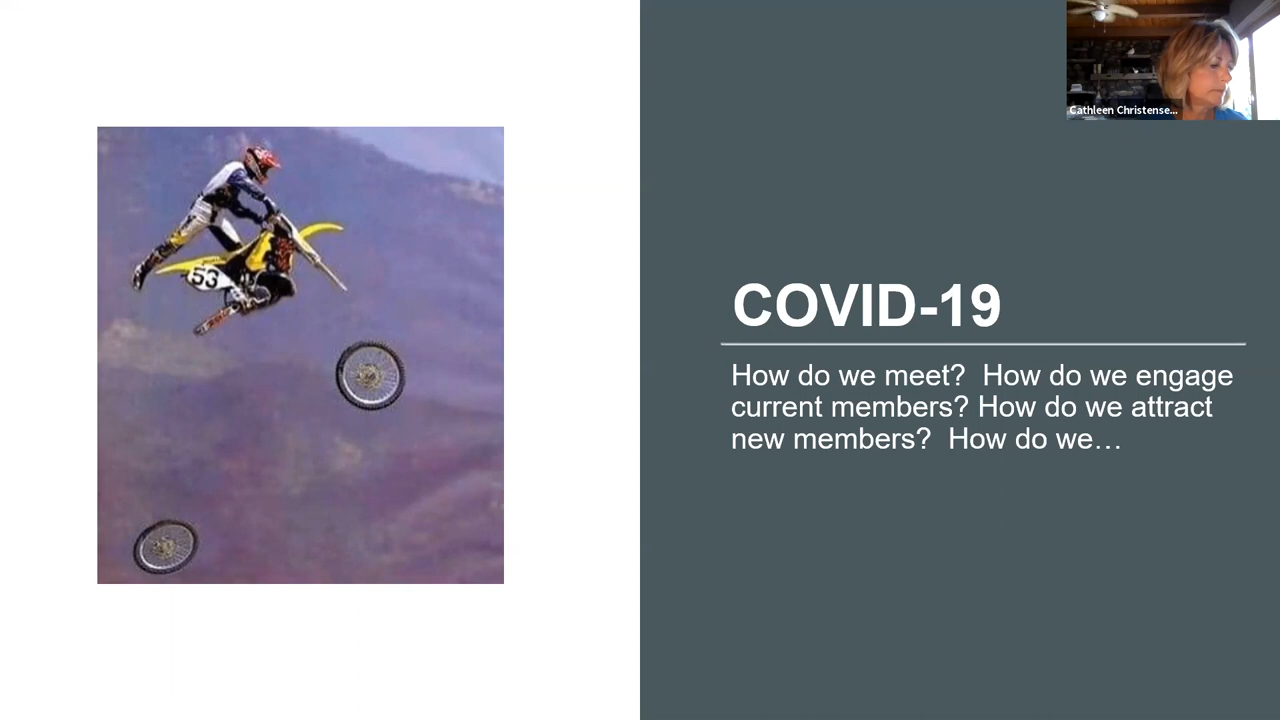 Cathleen Christense...
53
COVID-19
How do we meet?  How do we engage
current members? How do we attract
new members?  How do we…